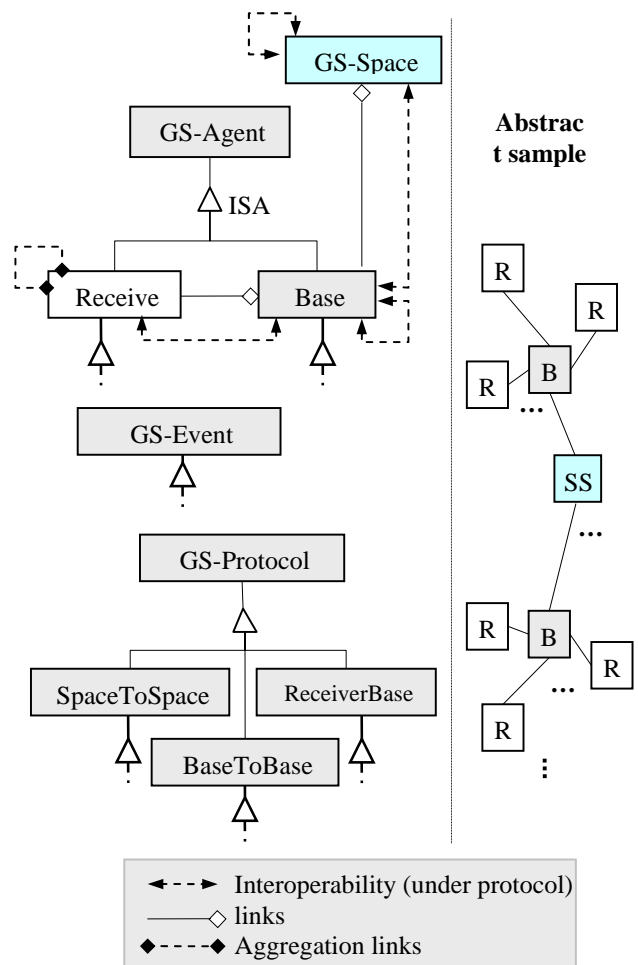 GS-Space
GS-Agent
Abstrac
t sample
ISA
Receive
Base
R
R
R
B
...
GS-Event
SS
...
GS-Protocol
R
B
R
...
R
SpaceToSpace
ReceiverBase
BaseToBase
...
Interoperability (under protocol)
links
Aggregation links